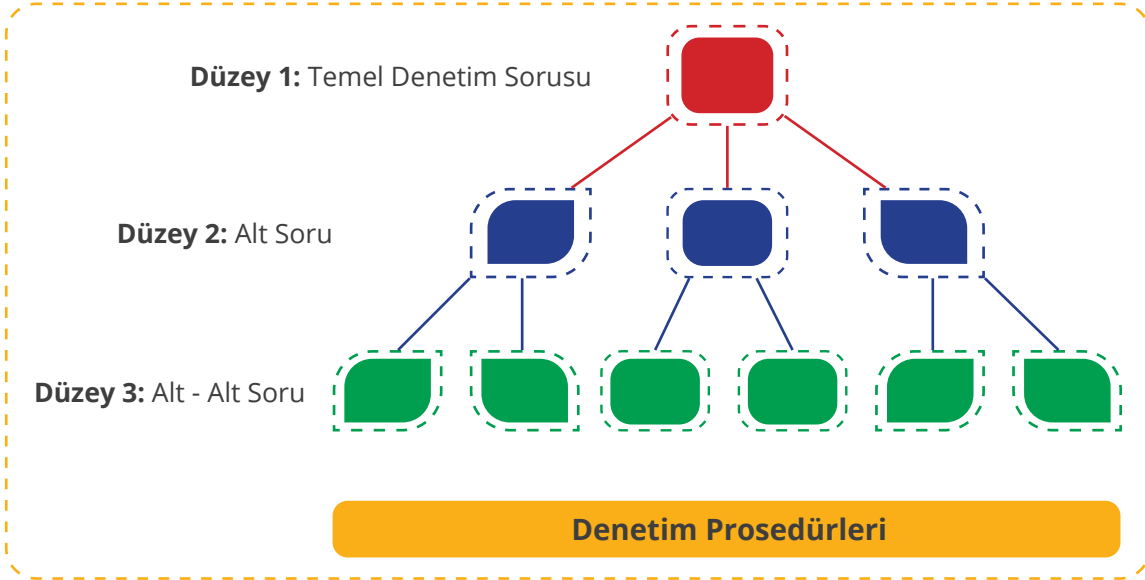 Düzey 1: Temel Denetim Sorusu
Düzey 2: Alt Soru
Düzey 3: Alt - Alt Soru
Denetim Prosedürleri